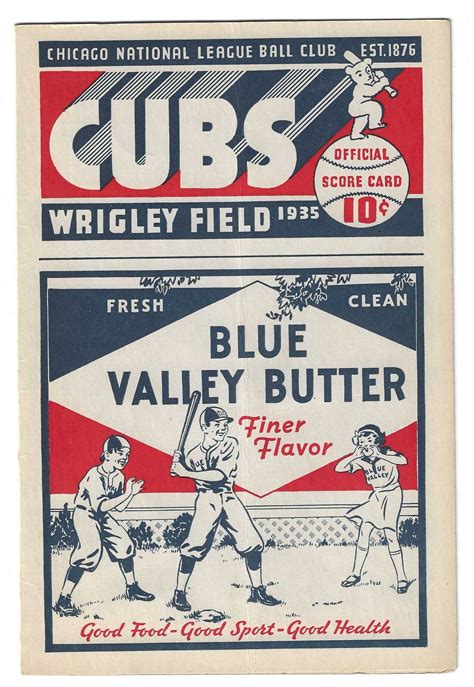 CHICAGO NATIONAL LEAGUE BALL CLUB EST. 1876
CUBS
OFFICIAL
SCORE CARD
10¢
WRIGLEY FIELD 1935
FRESH CLEAN
BLUE
VALLEY BUTTER
Finer
Flavor
BLUE
VALLEY
Good Food-Good Sport-Good Health